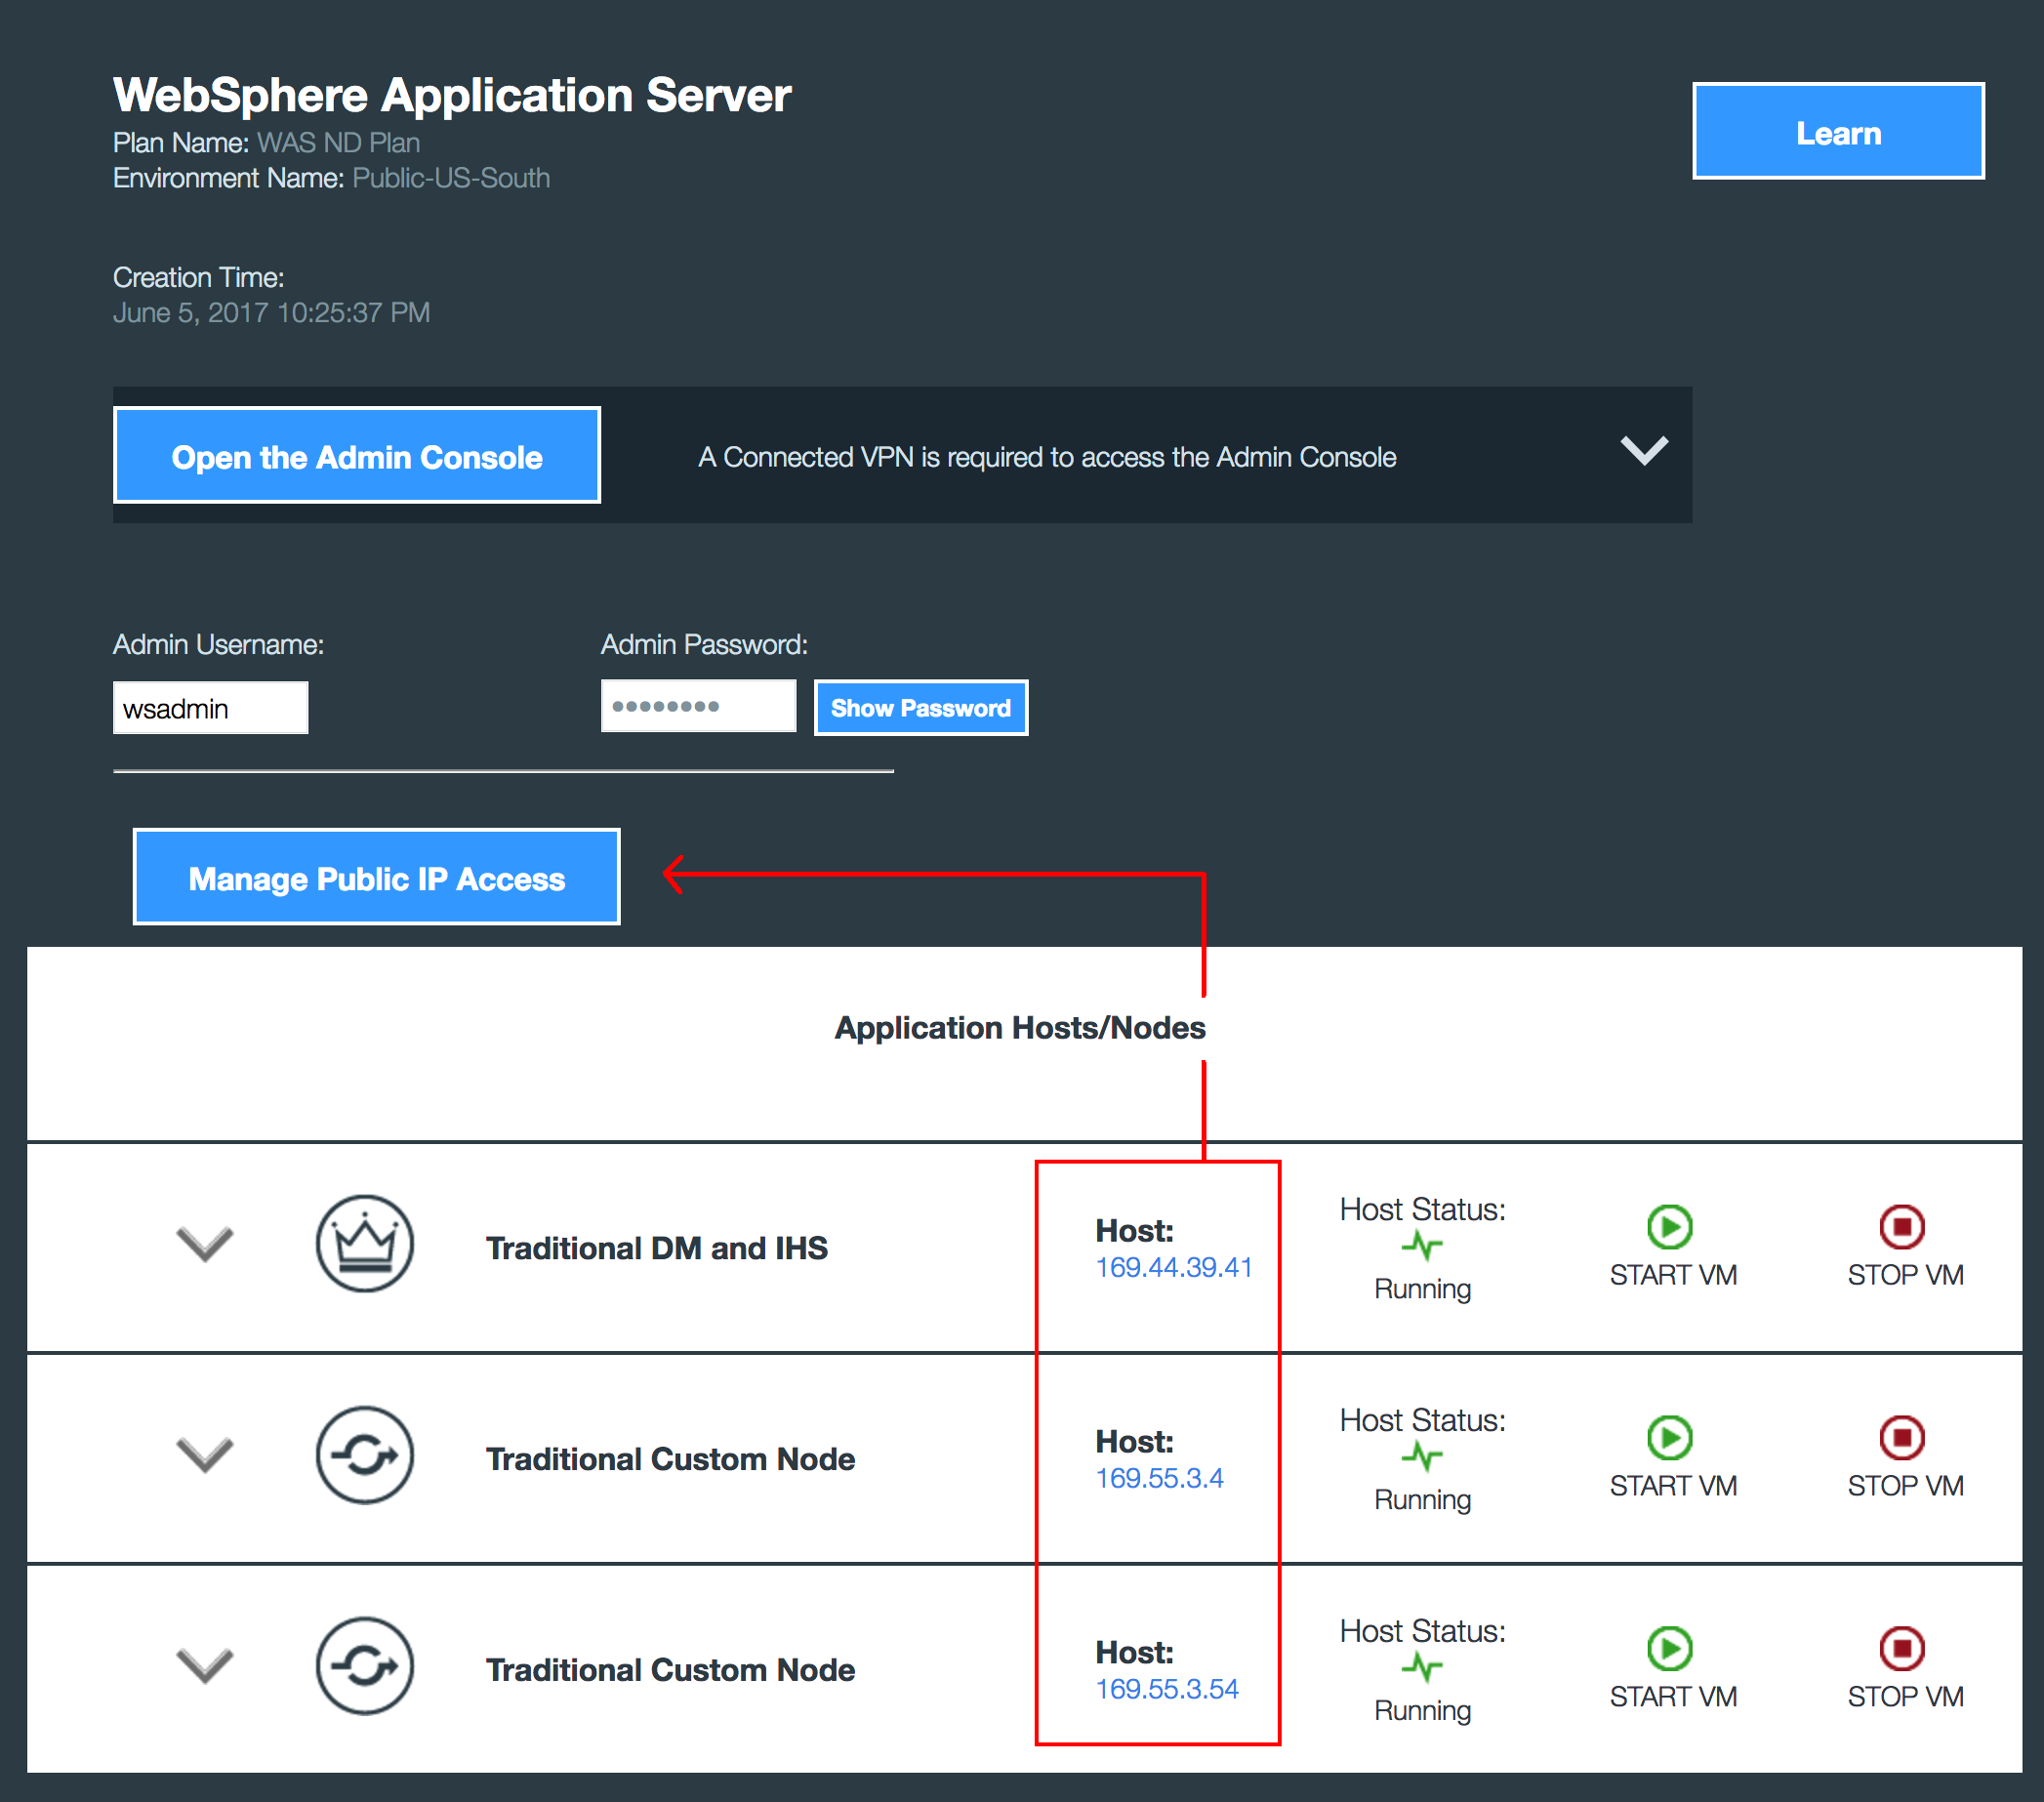 WebSphere Application Server
Plan Name: WAS ND Plan
Environment Name: Public-US-South
Learn
Creation Time:
June 5, 2017 10:25:37 PM
Open the Admin Console
A Connected VPN is required to access the Admin Console
Admin Username:
Admin Password:
wsadmin
••••••••
Show Password
Manage Public IP Access
Application Hosts/Nodes
Traditional DM and IHS
Host:
169.44.39.41
Host Status:
Running
START VM
STOP VM
Traditional Custom Node
Host:
169.55.3.4
Host Status:
Running
START VM
STOP VM
Traditional Custom Node
Host:
169.55.3.54
Host Status:
Running
START VM
STOP VM